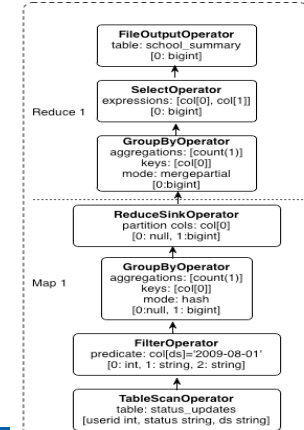 FileOutputOperator
table: school_summary
[0: bigint]
SelectOperator
expressions: [col[0], col[1]]
[0: bigint]
Reduce 1
GroupByOperator
aggregations: [count(1)]
keys: [col[0]]
mode: mergepartial
[0:bigint]
ReduceSinkOperator
partition cols: col[0]
[0: null, 1:bigint]
Map 1
GroupByOperator
aggregations: [count(1)]
keys: [col[0]]
mode: hash
[0:null, 1: bigint]
FilterOperator
predicate: col[ds]='2009-08-01'
[0: int, 1: string, 2: string]
TableScanOperator
table: status_updates
[userid int, status string, ds string]